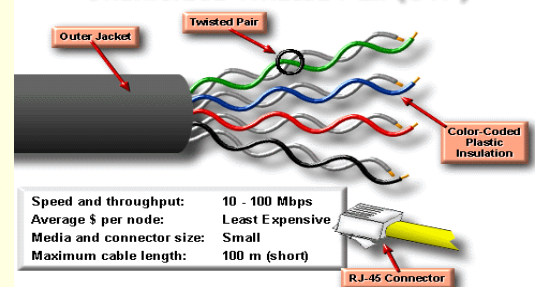 Twisted Pair
Outer Jacket
Color-Coded
Plastic
Insulation
Speed and throughput: 10 - 100 Mbps
Average $ per node: Least Expensive
Media and connector size: Small
Maximum cable length: 100 m (short)
RJ-45 Connector